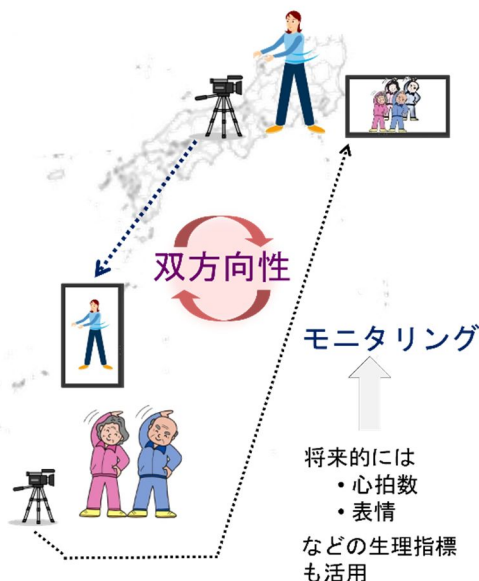 双方向性
モニタリング
将来的には
・心拍数
・表情
などの生理指標
も活用